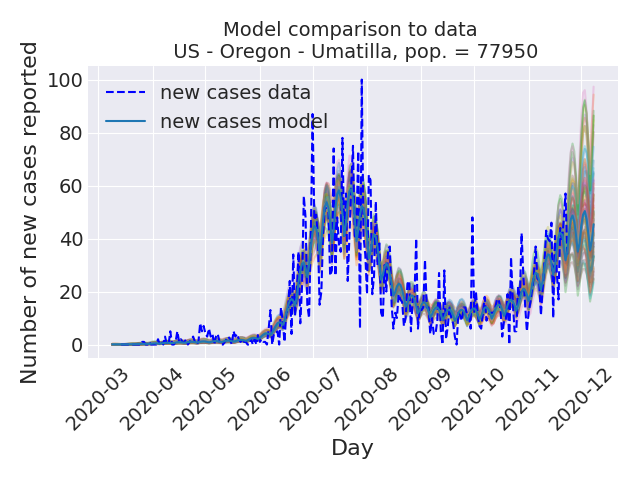 Model comparison to data
US - Oregon - Umatilla, pop. = 77950
Number of new cases reported
100
80
60
40
20
0
new cases data
new cases model
2020-03
2020-04
2020-05
2020-06
2020-07
2020-08
2020-09
2020-10
2020-11
2020-12
Day